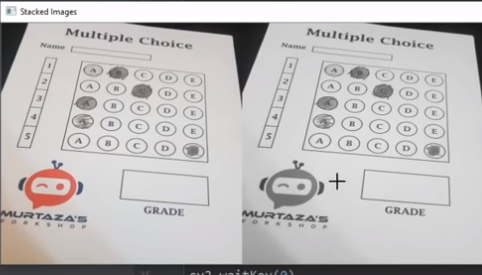 Stacked Images
Multiple Choice
Name
1 A B C D E
2 A B C D E
3 A B C D E
4 A B C D E
5 A B C D E
GRADE
MURTAZA'S
WORKSHOP
Multiple Choice
Name
1 A B C D E
2 A B C D E
3 A B C D E
4 A B C D E
5 A B C D E
GRADE
MURTAZA'S
WORKSHOP
cv2.waitKey(0)